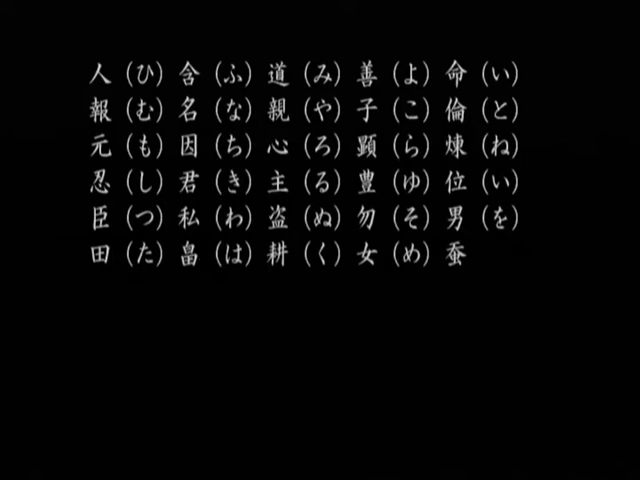 人（ひ）含（ふ）道（み）善（よ）命（い）
報（む）名（な）親（や）子（こ）倫（と）
元（も）因（ち）心（ろ）顕（ら）煉（ね）
忍（し）君（き）主（る）豊（ゆ）位（い）
臣（つ）私（わ）盗（ぬ）勿（そ）男（を）
田（た）畠（は）耕（く）女（め）蚕